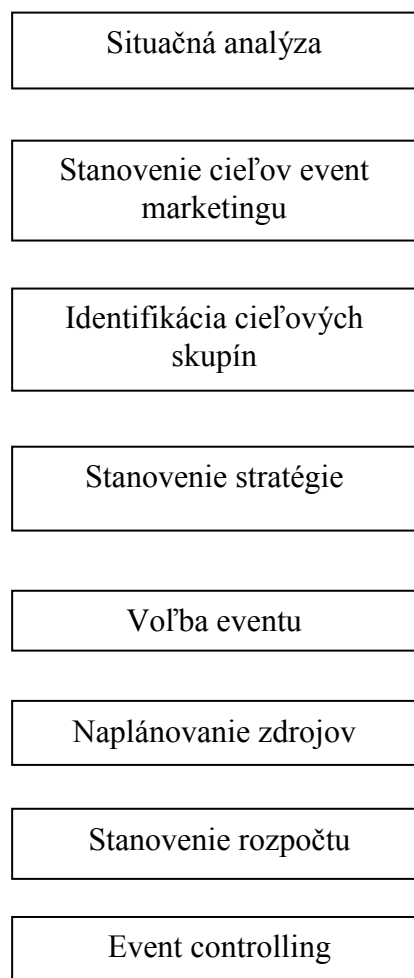 Situačná analýza
Stanovenie cieľov event
marketingu
Identifikácia cieľových
skupín
Stanovenie stratégie
Voľba eventu
Naplánovanie zdrojov
Stanovenie rozpočtu
Event controlling